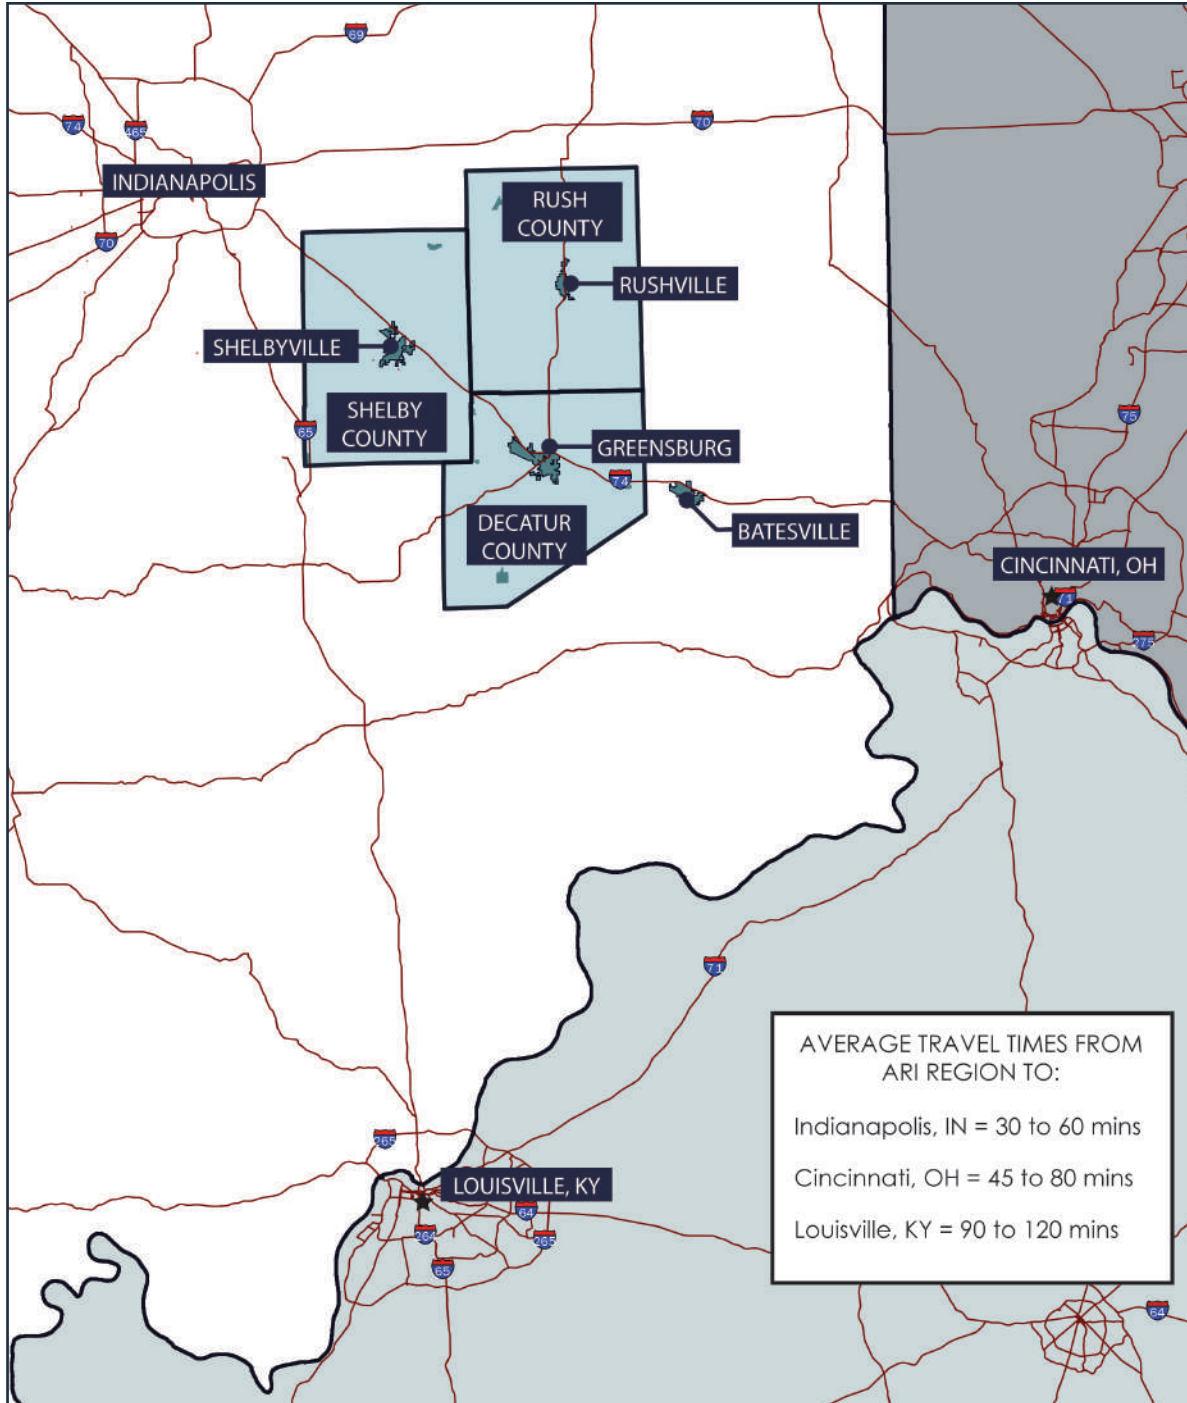 69
74
465
70
INDIANAPOLIS
70
RUSH
COUNTY
RUSHVILLE
SHELBYVILLE
SHELBY
COUNTY
65
75
GREENSBURG
74
DECATUR
COUNTY
BATESVILLE
CINCINNATI, OH
71
275
71
AVERAGE TRAVEL TIMES FROM
ARI REGION TO:
Indianapolis, IN = 30 to 60 mins
Cincinnati, OH = 45 to 80 mins
Louisville, KY = 90 to 120 mins
265
LOUISVILLE, KY
64
264
265
65
64